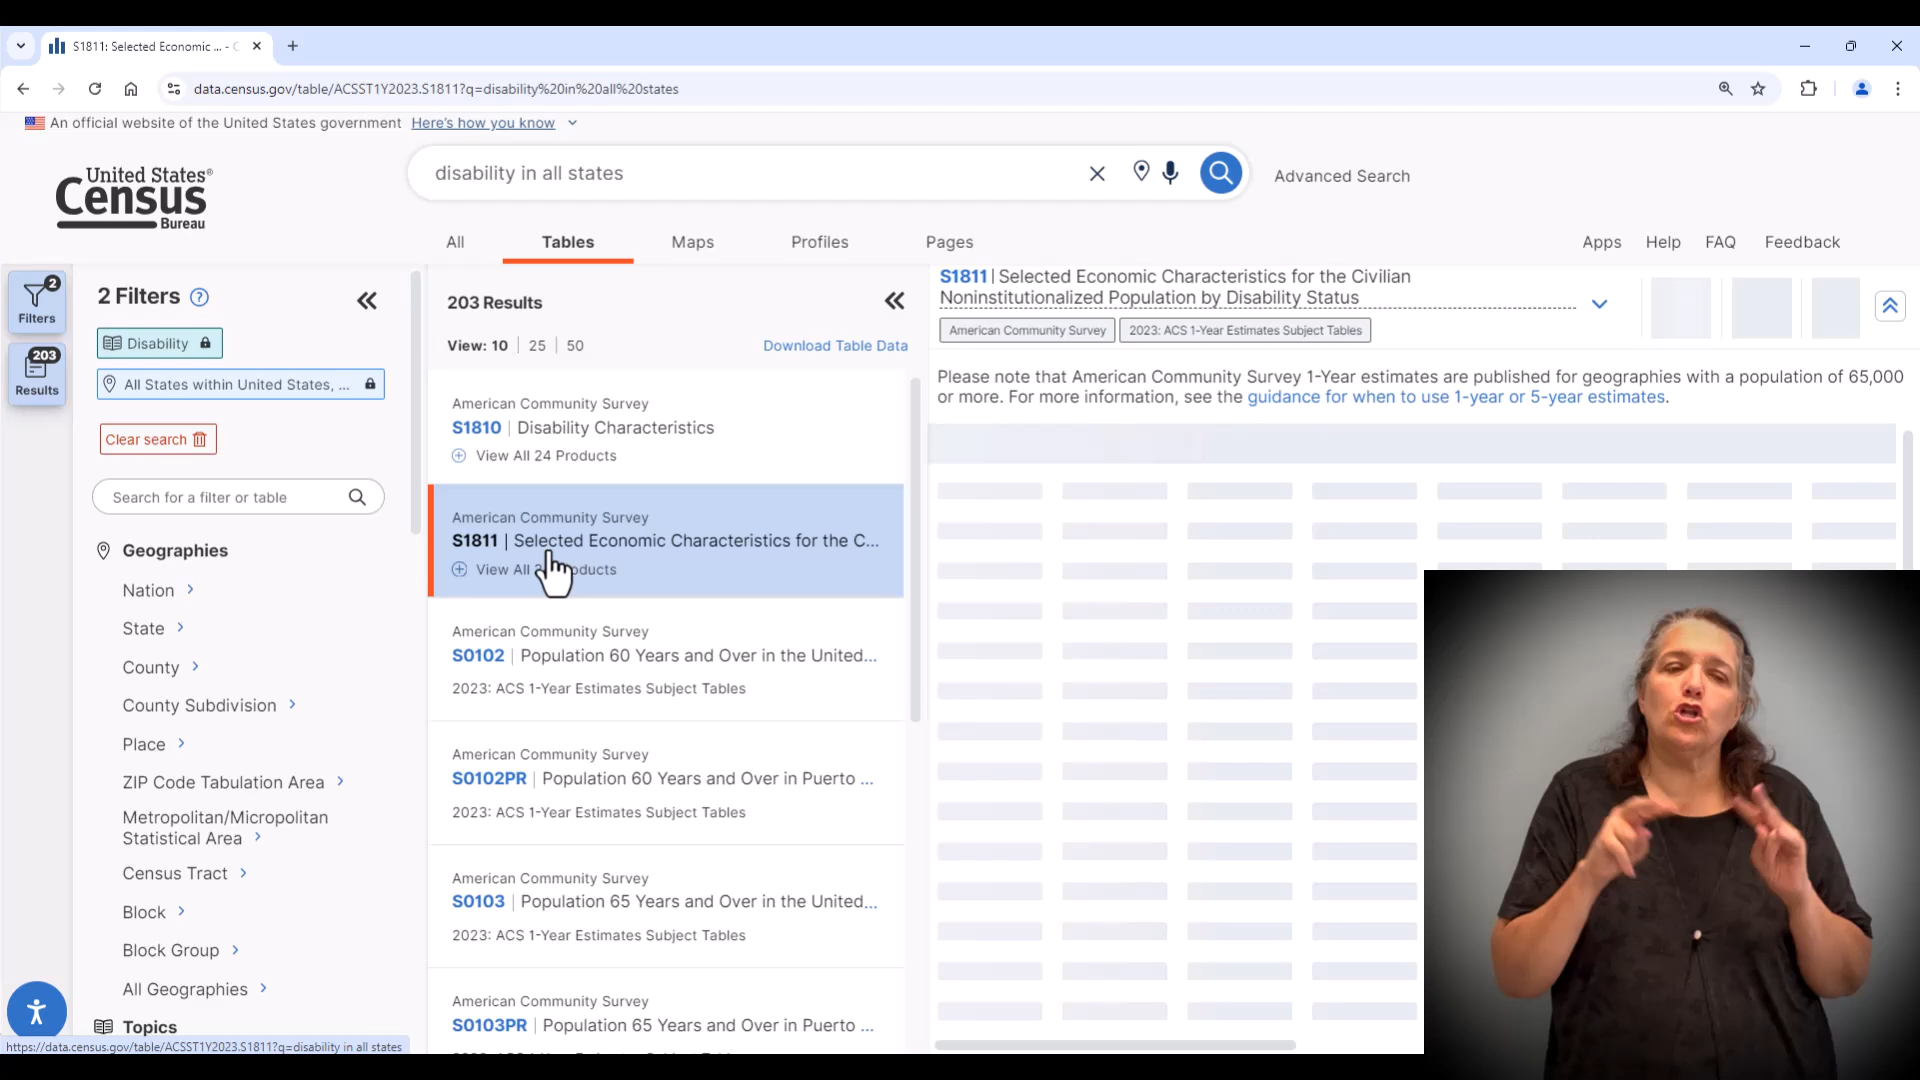 S1811: Selected Economic ... - C
data.census.gov/table/ACSST1Y2023.S1811?q=disability%20in%20all%20states
An official website of the United States government Here's how you know
United States®
Census
Bureau
disability in all states
Advanced Search
All Tables Maps Profiles Pages
Apps Help FAQ Feedback
2
Filters
203
Results
2 Filters ?
Disability
All States within United States, ...
Clear search
Search for a filter or table
Geographies
Nation
State
County
County Subdivision
Place
ZIP Code Tabulation Area
Metropolitan/Micropolitan
Statistical Area
Census Tract
Block
Block Group
All Geographies
Topics
203 Results
View: 10 | 25 | 50
Download Table Data
American Community Survey
S1810 | Disability Characteristics
View All 24 Products
American Community Survey
S1811 | Selected Economic Characteristics for the C...
View All
American Community Survey
S0102 | Population 60 Years and Over in the United...
2023: ACS 1-Year Estimates Subject Tables
American Community Survey
S0102PR | Population 60 Years and Over in Puerto ...
2023: ACS 1-Year Estimates Subject Tables
American Community Survey
S0103 | Population 65 Years and Over in the United...
2023: ACS 1-Year Estimates Subject Tables
American Community Survey
S0103PR | Population 65 Years and Over in Puerto ...
S1811 | Selected Economic Characteristics for the Civilian
Noninstitutionalized Population by Disability Status
American Community Survey
2023: ACS 1-Year Estimates Subject Tables
Please note that American Community Survey 1-Year estimates are published for geographies with a population of 65,000
or more. For more information, see the guidance for when to use 1-year or 5-year estimates.
https://data.census.gov/table/ACSST1Y2023.S1811?q=disability in all states